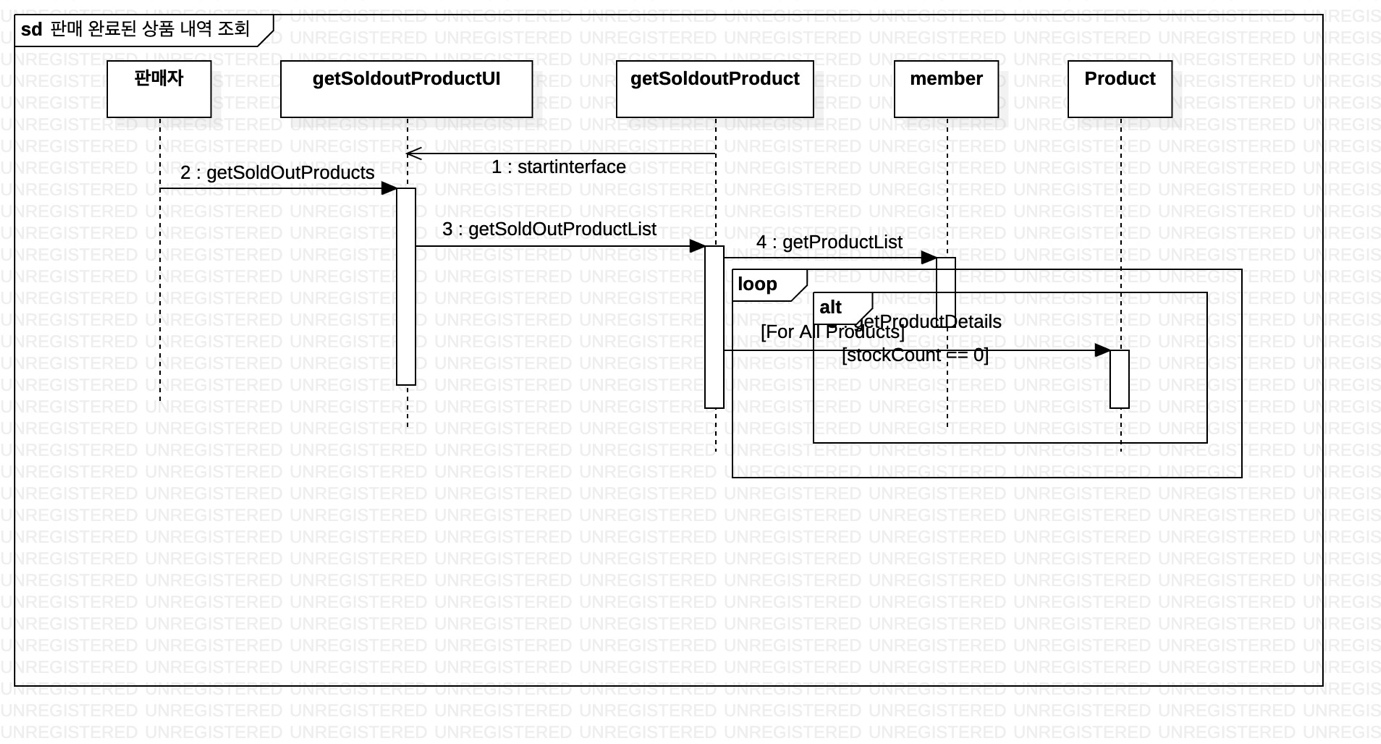 sd 판매 완료된 상품 내역 조회
판매자
getSoldoutProductUI
getSoldoutProduct
member
Product
1 : startinterface
2 : getSoldOutProducts
3 : getSoldOutProductList
4 : getProductList
loop
alt
getProductDetails
[For All Products]
[stockCount == 0]
UNREGISTERED